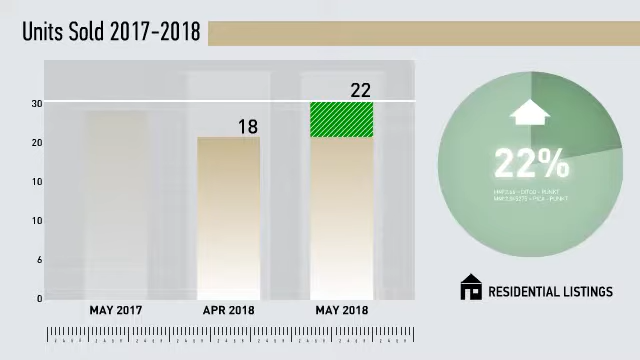 Units Sold 2017-2018
30
20
10
10
6
0
18
22
MAY 2017
APR 2018
MAY 2018
22%
RESIDENTIAL LISTINGS